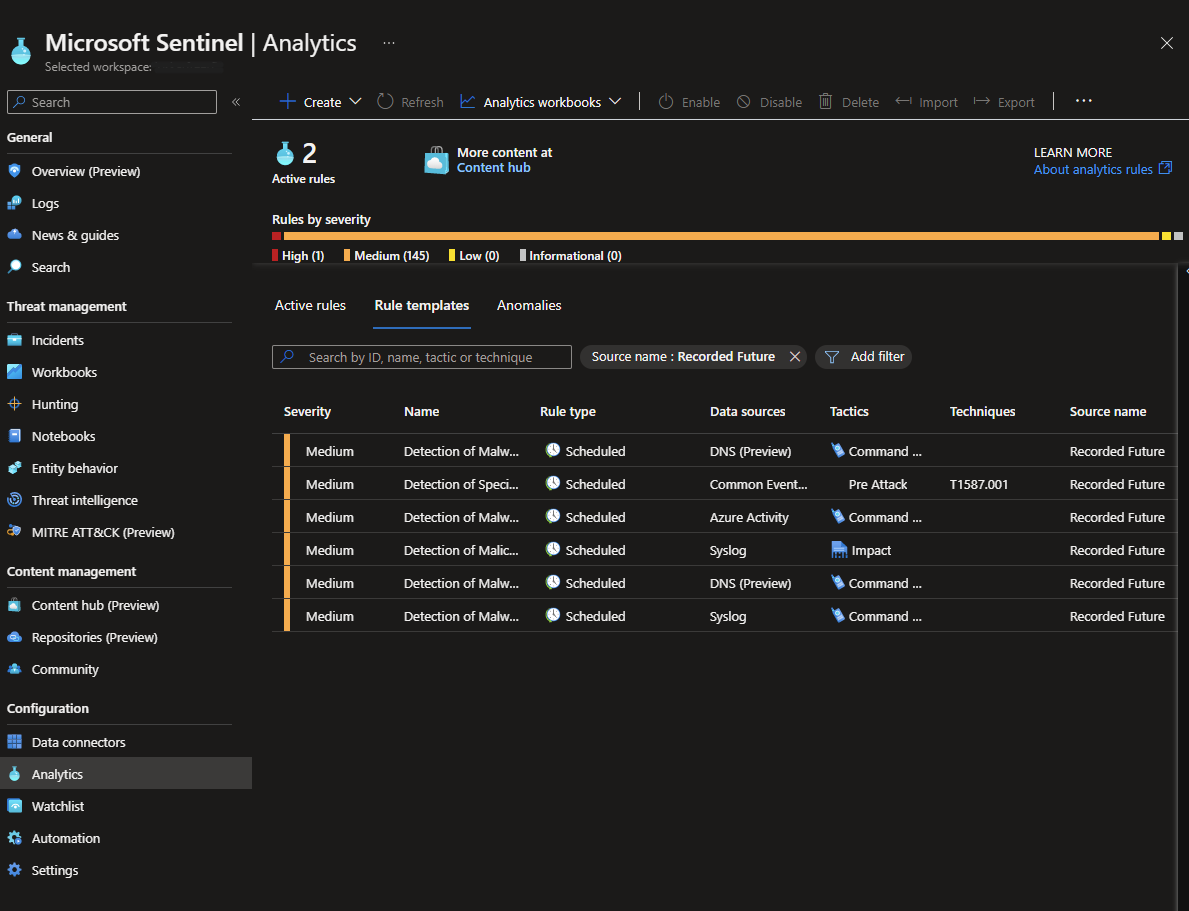 Microsoft Sentinel | Analytics ...
Selected workspace:
Search «
General
Overview (Preview)
Logs
News & guides
Search
Threat management
Incidents
Workbooks
Hunting
Notebooks
Entity behavior
Threat intelligence
MITRE ATT&CK (Preview)
Content management
Content hub (Preview)
Repositories (Preview)
Community
Configuration
Data connectors
Analytics
Watchlist
Automation
Settings
Create Refresh Analytics workbooks Enable Disable Delete Import Export ...
2
Active rules
More content at
Content hub
LEARN MORE
About analytics rules
Rules by severity
High (1) Medium (145) Low (0) Informational (0)
Active rules Rule templates Anomalies
Search by ID, name, tactic or technique Source name : Recorded Future Add filter
Severity Name Rule type Data sources Tactics Techniques Source name
Medium Detection of Malw... Scheduled DNS (Preview) Command ... Recorded Future
Medium Detection of Speci... Scheduled Common Event... Pre Attack T1587.001 Recorded Future
Medium Detection of Malw... Scheduled Azure Activity Command ... Recorded Future
Medium Detection of Malic... Scheduled Syslog Impact Recorded Future
Medium Detection of Malw... Scheduled DNS (Preview) Command ... Recorded Future
Medium Detection of Malw... Scheduled Syslog Command ... Recorded Future